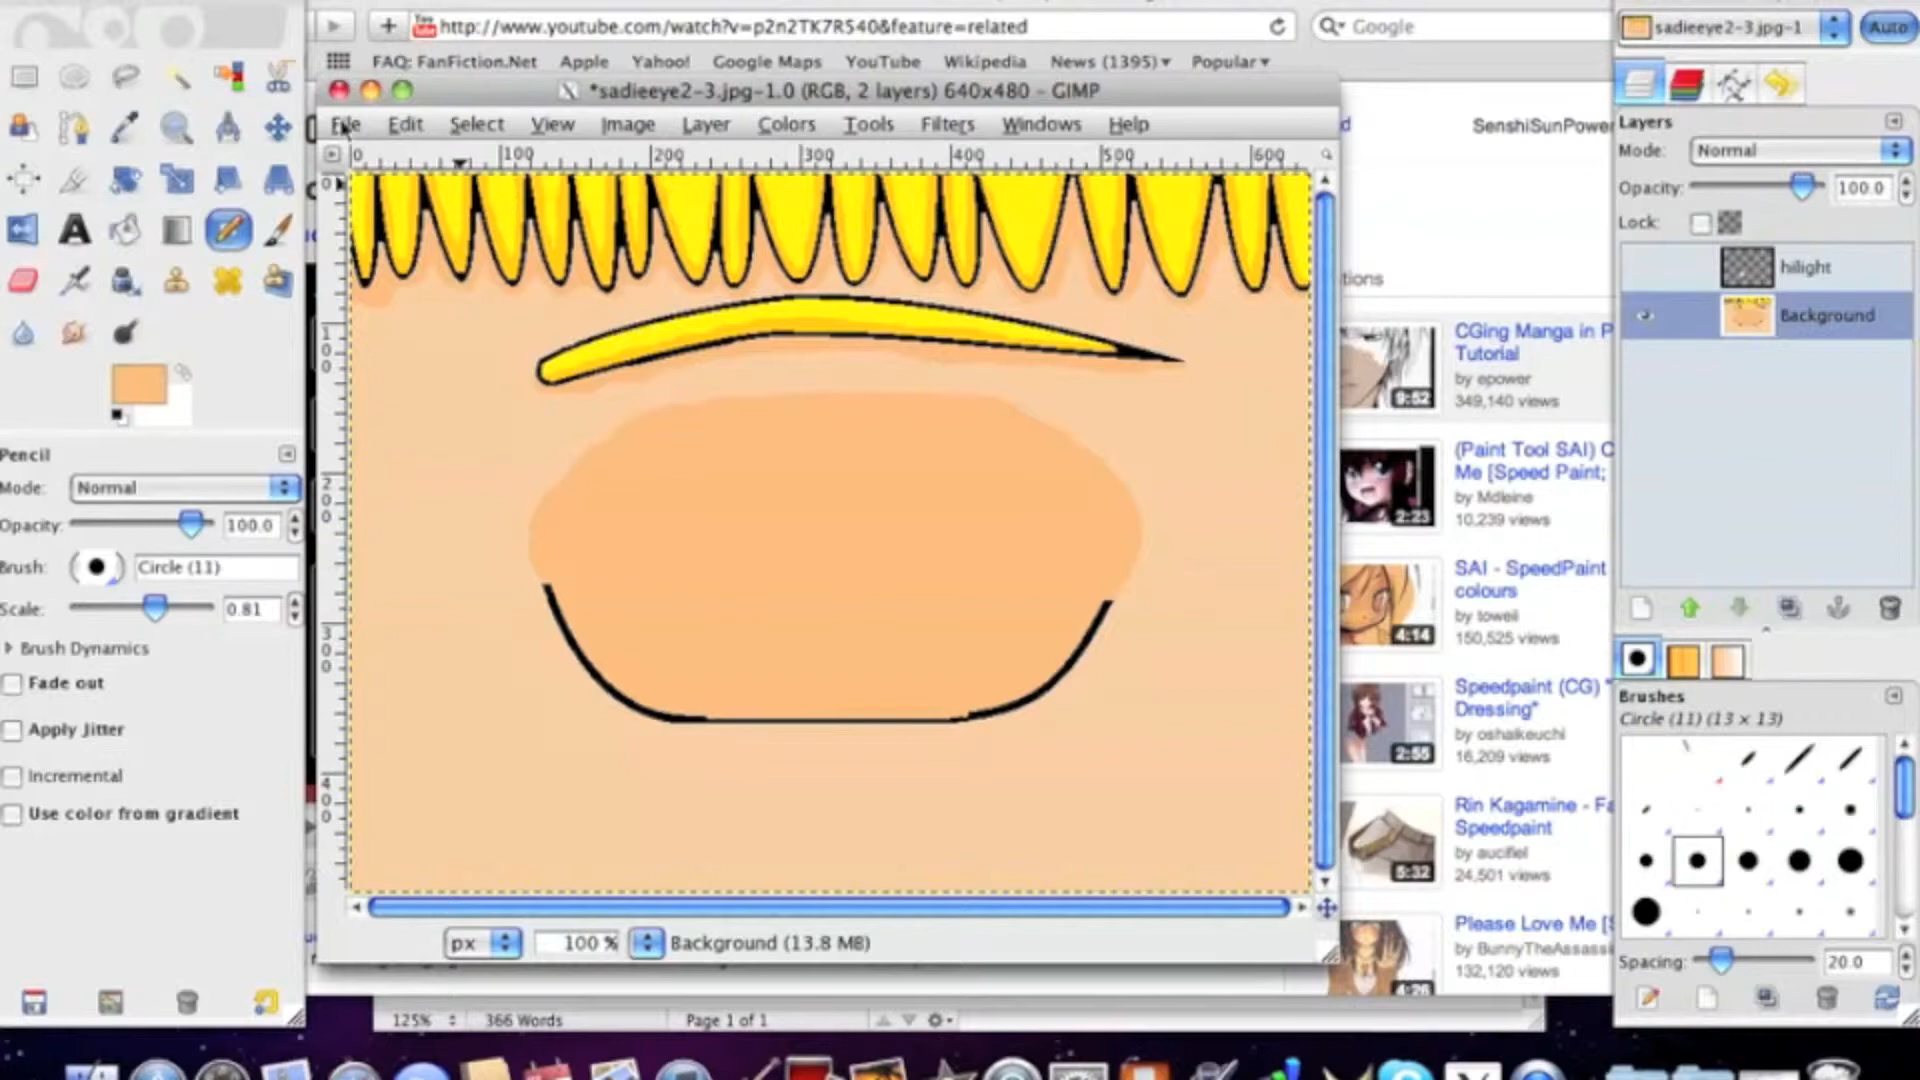 http://www.youtube.com/watch?v=p2n2TK7R540&feature=related
Google
FAQ: FanFiction.Net Apple Yahoo! Google Maps YouTube Wikipedia News (1395) Popular
*sadieeye2-3.jpg-1.0 (RGB, 2 layers) 640x480 – GIMP
File Edit Select View Image Layer Colors Tools Filters Windows Help
0 100 200 300 400 500 600
Pencil
Mode: Normal
Opacity: 100.0
Brush: Circle (11)
Scale: 0.81
Brush Dynamics
Fade out
Apply Jitter
Incremental
Use color from gradient
px 100 % Background (13.8 MB)
125% 366 Words Page 1 of 1
SenshiSunPower
tions
CGing Manga in P
Tutorial
by epower
349,140 views
9:52
(Paint Tool SAI) C
Me [Speed Paint;
by Mdleine
10,239 views
2:23
SAI - SpeedPaint
colours
by toweil
150,525 views
4:14
Speedpaint (CG) "
Dressing"
by oshaikeuchi
16,209 views
2:55
Rin Kagamine - Fa
Speedpaint
by aucifiel
24,501 views
5:32
Please Love Me [S
by BunnyTheAssassi
132,120 views
4:26
sadieeye2-3.jpg-1
Auto
Layers
Mode: Normal
Opacity: 100.0
Lock:
hilight
Background
Brushes
Circle (11) (13 × 13)
Spacing: 20.0